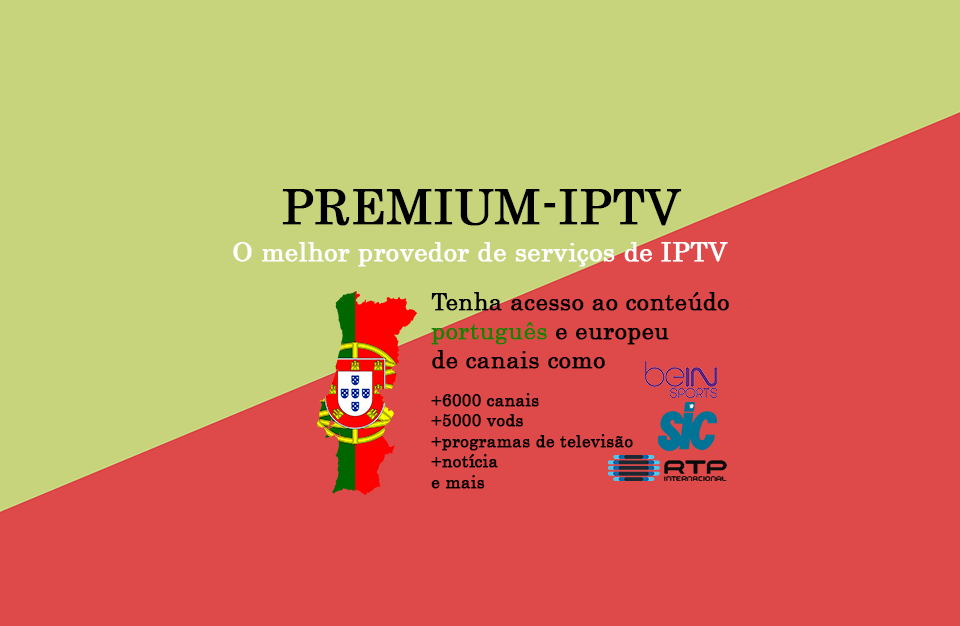 PREMIUM-IPTV
O melhor provedor de serviços de IPTV
Tenha acesso ao conteúdo
português e europeu
de canais como
beIN
SPORTS
+6000 canais
+5000 vods
+programas de televisão
+notícia
e mais
sic
RTP
INTERNACIONAL